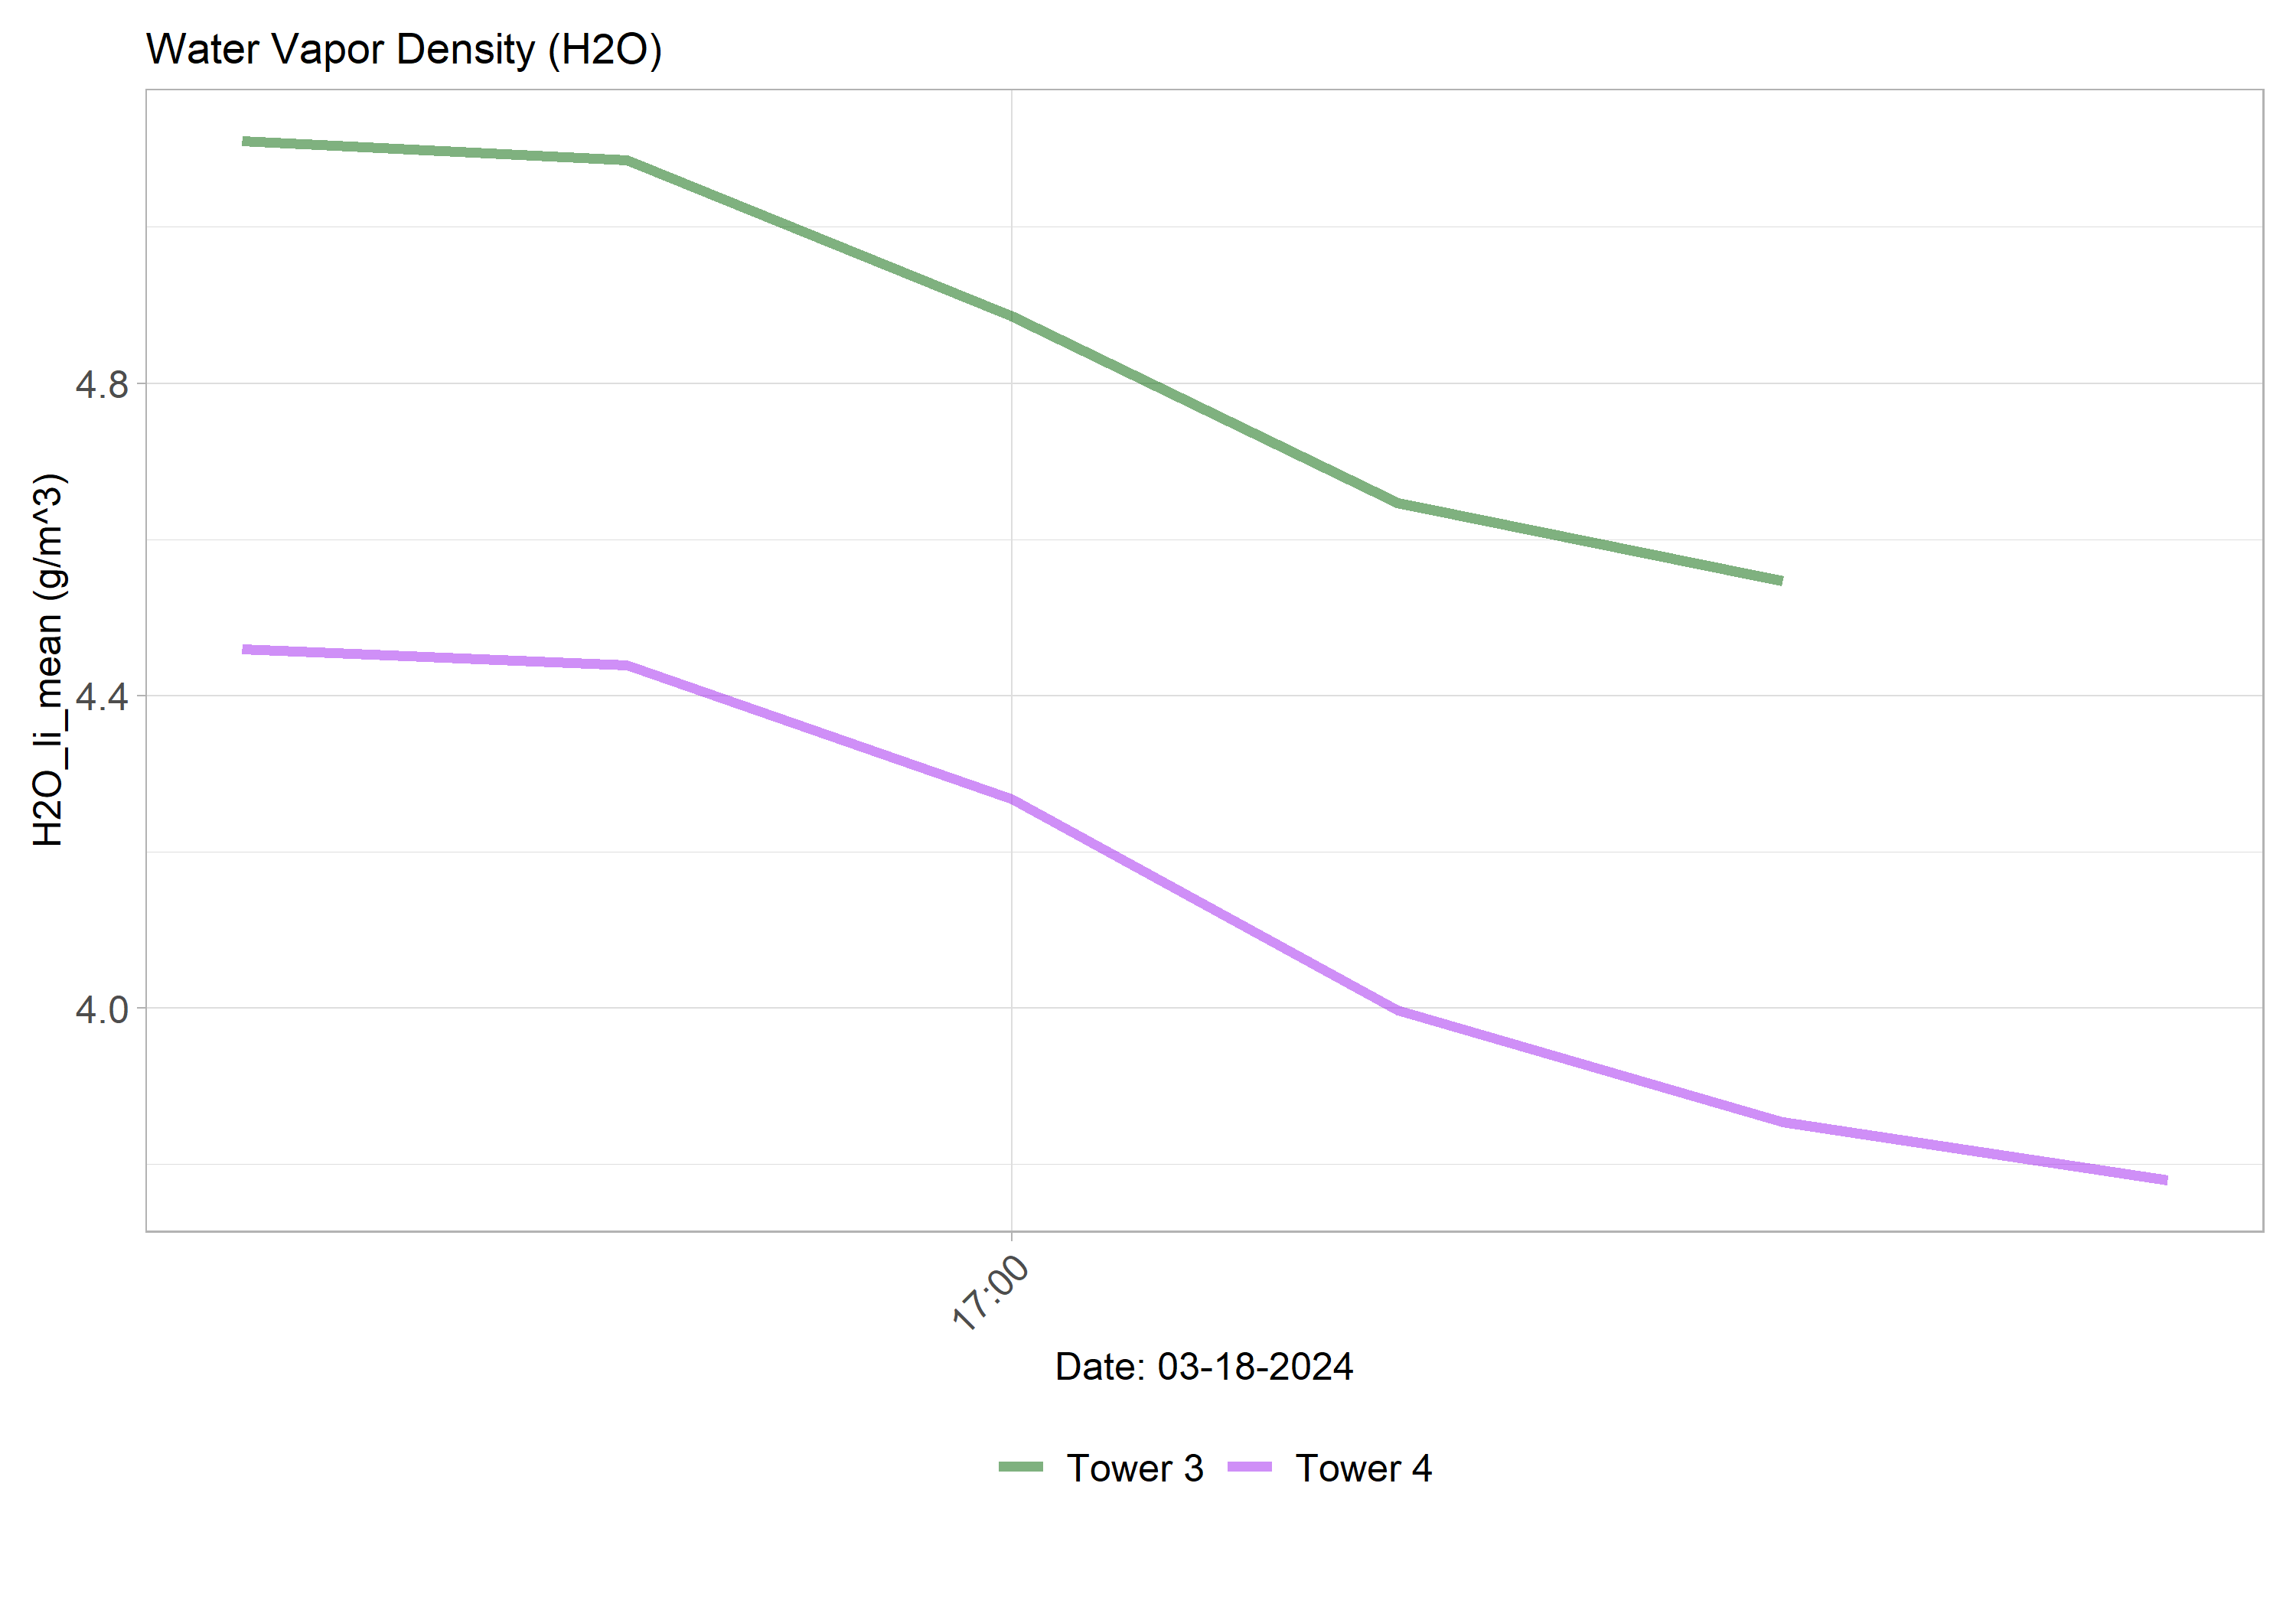 Water Vapor Density (H2O)
H2O_li_mean (g/m^3)
4.8
4.4
4.0
17:00
Date: 03-18-2024
Tower 3 Tower 4